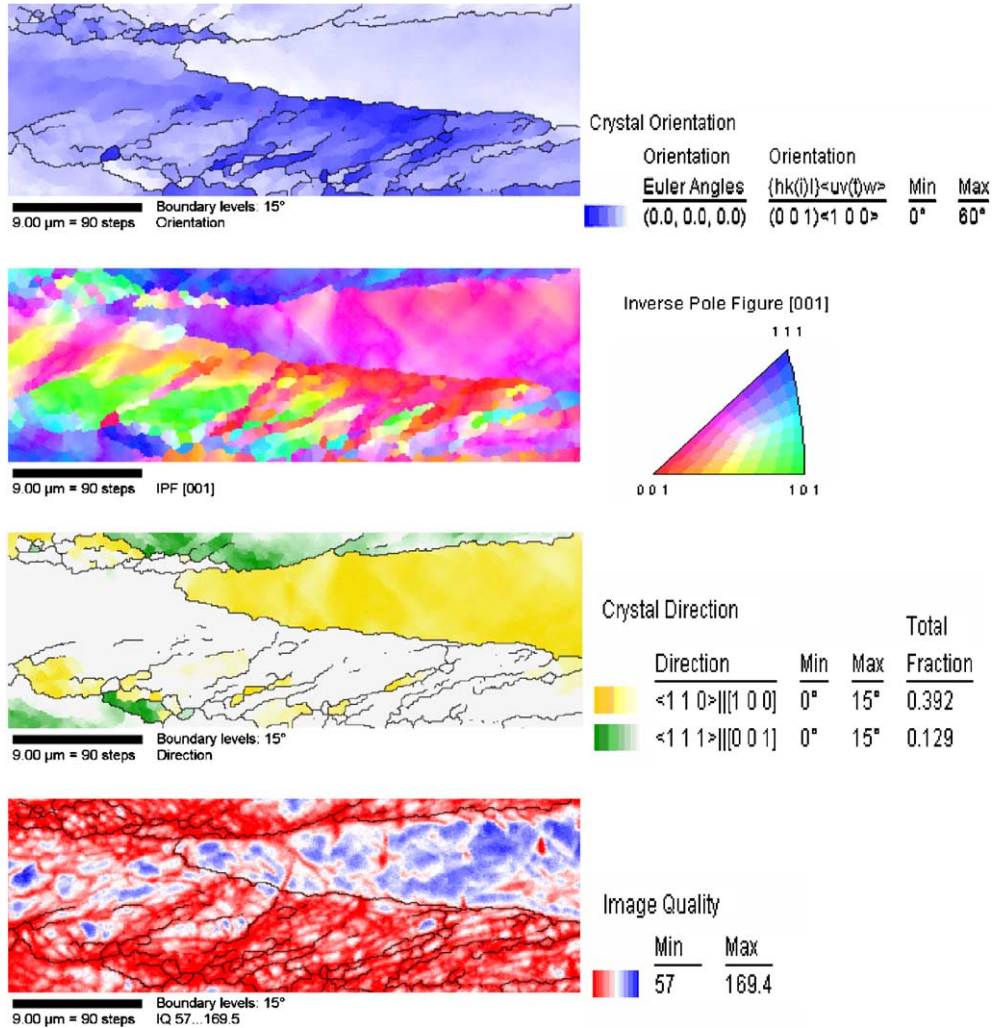 Crystal Orientation
Orientation Orientation
Euler Angles {hk(i)l}<uv(t)w> Min Max
(0.0, 0.0, 0.0) (0 0 1)<1 0 0> 0° 60°
Boundary levels: 15°
9.00 µm = 90 steps Orientation
Inverse Pole Figure [001]
1 1 1
0 0 1 1 0 1
9.00 µm = 90 steps IPF [001]
Crystal Direction
Total
Direction Min Max Fraction
<1 1 0>||[1 0 0] 0° 15° 0.392
<1 1 1>||[0 0 1] 0° 15° 0.129
Boundary levels: 15°
9.00 µm = 90 steps Direction
Image Quality
Min Max
57 169.4
Boundary levels: 15°
9.00 µm = 90 steps IQ 57...169.5